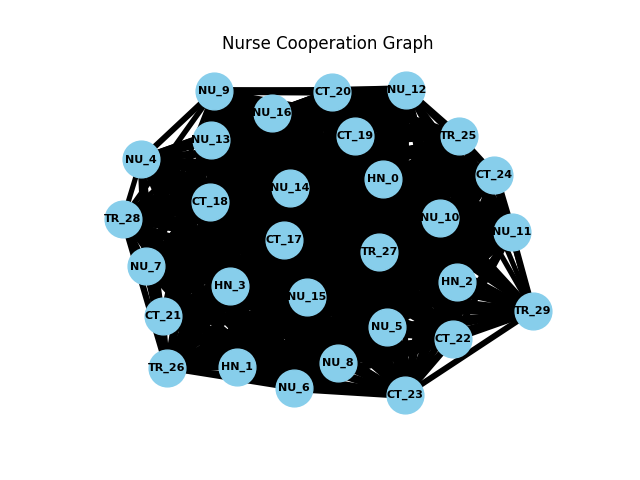 Nurse Cooperation Graph
NU_9
CT_20
NU_12
NU_16
CT_19
TR_25
NU_13
NU_4
CT_24
HN_0
NU_14
CT_18
NU_10
TR_28
NU_11
CT_17
TR_27
NU_7
HN_2
HN_3
NU_15
TR_29
CT_21
NU_5
CT_22
NU_8
HN_1
TR_26
NU_6
CT_23